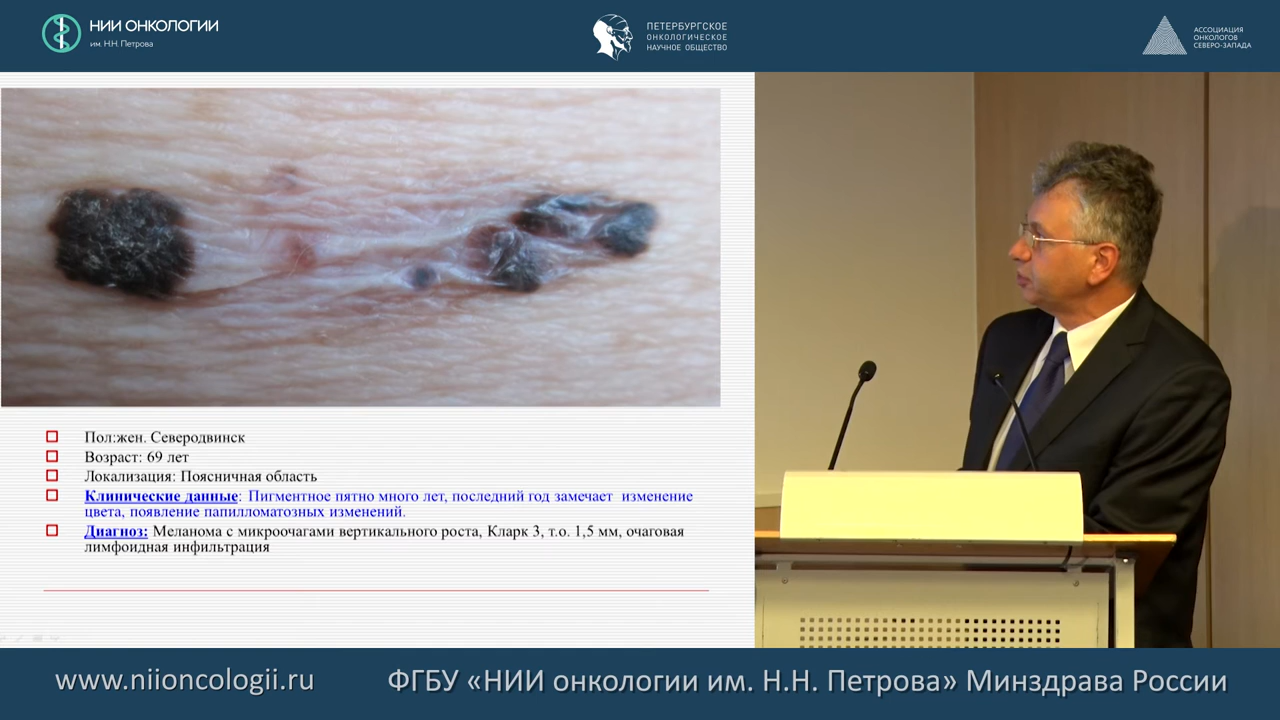 НИИ ОНКОЛОГИИ
им. Н.Н. Петрова
ПЕТЕРБУРГСКОЕ
ОНКОЛОГИЧЕСКОЕ
НАУЧНОЕ ОБЩЕСТВО
АССОЦИАЦИЯ
ОНКОЛОГОВ
СЕВЕРО-ЗАПАДА
Пол:жен. Северодвинск
Возраст: 69 лет
Локализация: Поясничная область
Клинические данные: Пигментное пятно много лет, последний год замечает изменение
цвета, появление папилломатозных изменений.
Диагноз: Меланома с микроочагами вертикального роста, Кларк 3, т.о. 1,5 мм, очаговая
лимфоидная инфильтрация
www.niioncologii.ru
ФГБУ «НИИ онкологии им. Н.Н. Петрова» Минздрава России